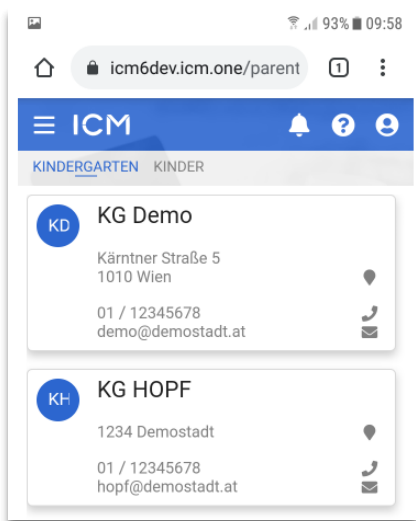 93% 09:58
icm6dev.icm.one/parent 1
ICM
KINDERGARTEN KINDER
KD KG Demo
Kärntner Straße 5
1010 Wien
01 / 12345678
demo@demostadt.at
KH KG HOPF
1234 Demostadt
01 / 12345678
hopf@demostadt.at